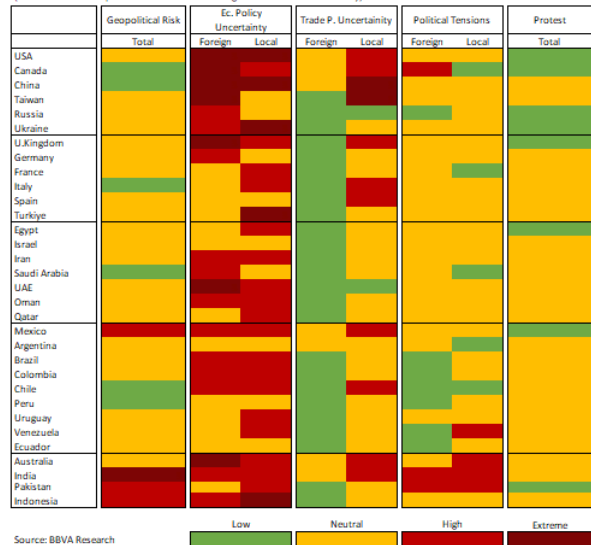 Geopolitical Risk Ec. Policy Uncertainty Trade P. Uncertainity Political Tensions Protest
Total Foreign Local Foreign Local Foreign Local Total
USA
Canada
China
Taiwan
Russia
Ukraine
U.Kingdom
Germany
France
Italy
Spain
Turkiye
Egypt
Israel
Iran
Saudi Arabia
UAE
Oman
Qatar
Mexico
Argentina
Brazil
Colombia
Chile
Peru
Uruguay
Venezuela
Ecuador
Australia
India
Pakistan
Indonesia
Low Neutral High Extreme
Source: BBVA Research